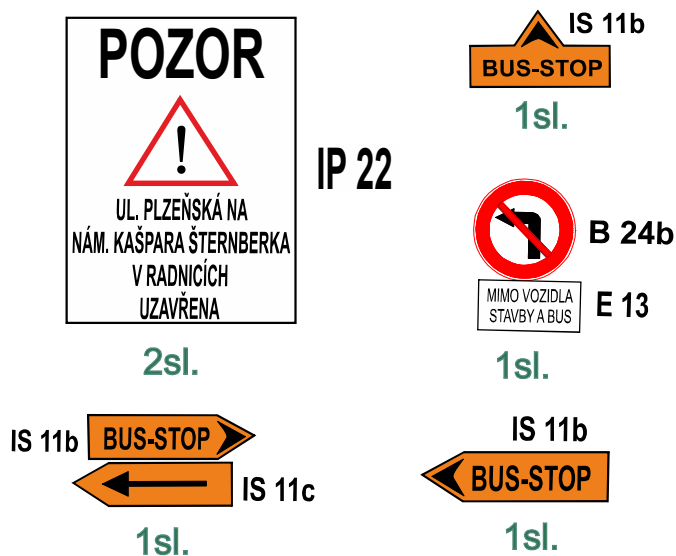 POZOR
!
UL. PLZEŇSKÁ NA
NÁM. KAŠPARA ŠTERNBERKA
V RADNICÍCH
UZAVŘENA
IP 22
2sl.
IS 11b
BUS-STOP
1sl.
B 24b
MIMO VOZIDLA
STAVBY A BUS
E 13
1sl.
IS 11b
BUS-STOP
IS 11c
1sl.
IS 11b
BUS-STOP
1sl.